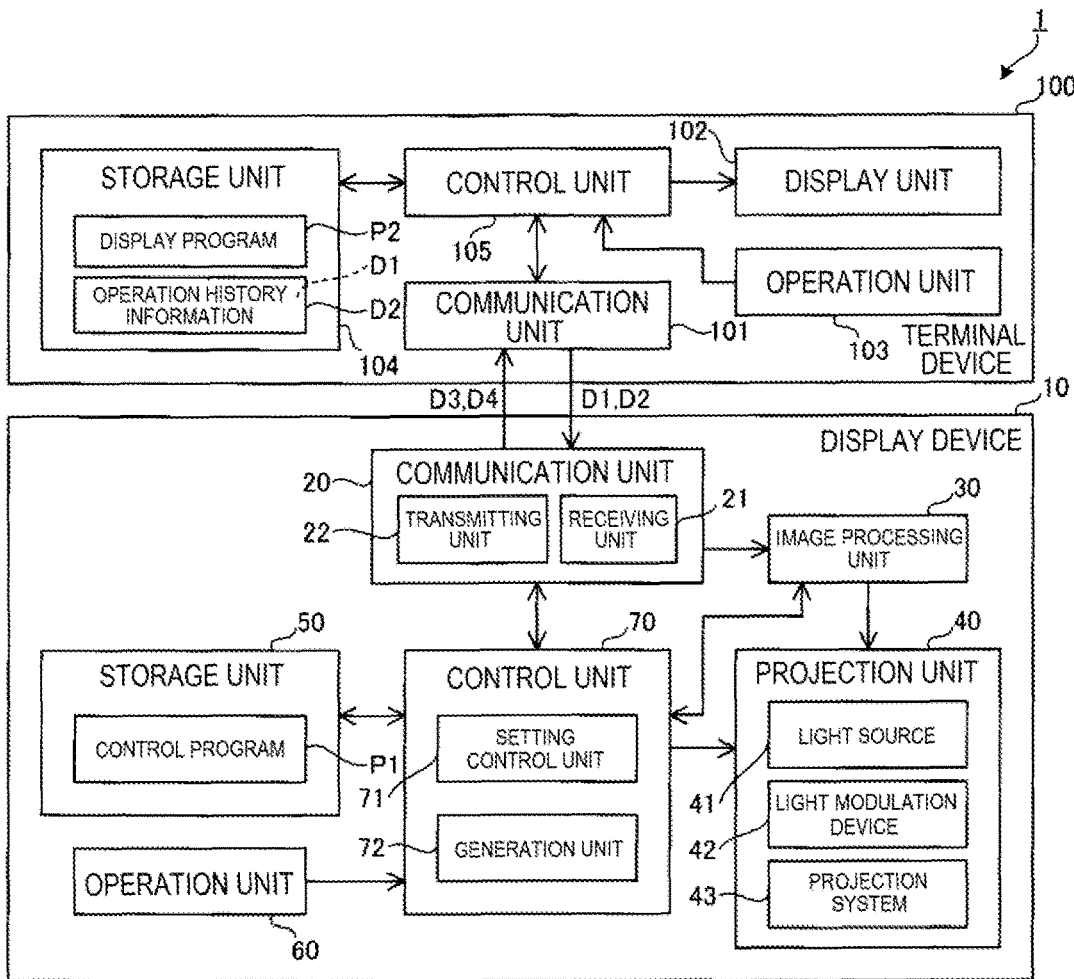 1
100
102
STORAGE UNIT
CONTROL UNIT
DISPLAY UNIT
DISPLAY PROGRAM
P2
105
D1
OPERATION HISTORY
INFORMATION
D2
COMMUNICATION
UNIT
OPERATION UNIT
104
101
103
TERMINAL
DEVICE
D3,D4
D1,D2
10
DISPLAY DEVICE
20
COMMUNICATION UNIT
22
TRANSMITTING
UNIT
RECEIVING
UNIT
21
30
IMAGE PROCESSING
UNIT
50
70
40
STORAGE UNIT
CONTROL UNIT
PROJECTION UNIT
CONTROL PROGRAM
P1
SETTING
CONTROL UNIT
71
LIGHT SOURCE
41
LIGHT MODULATION
DEVICE
42
72
GENERATION UNIT
OPERATION UNIT
60
PROJECTION
SYSTEM
43